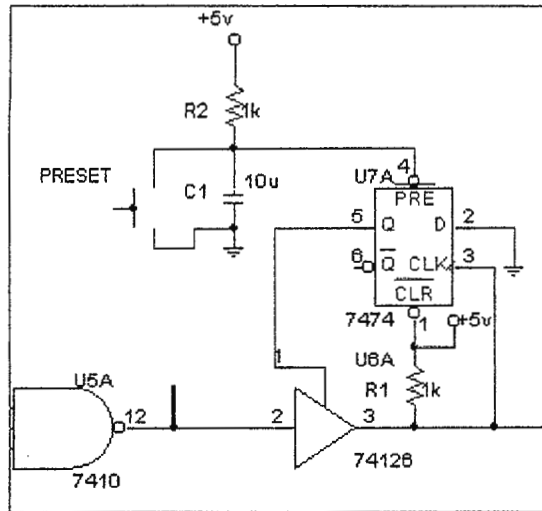 +5v
R2
1k
PRESET
C1
10u
4
U7A
PRE
5
Q
D
2
6
Q
CLK
3
CLR
7474
1
+5v
1
U6A
R1
1k
U5A
12
2
3
7410
74126